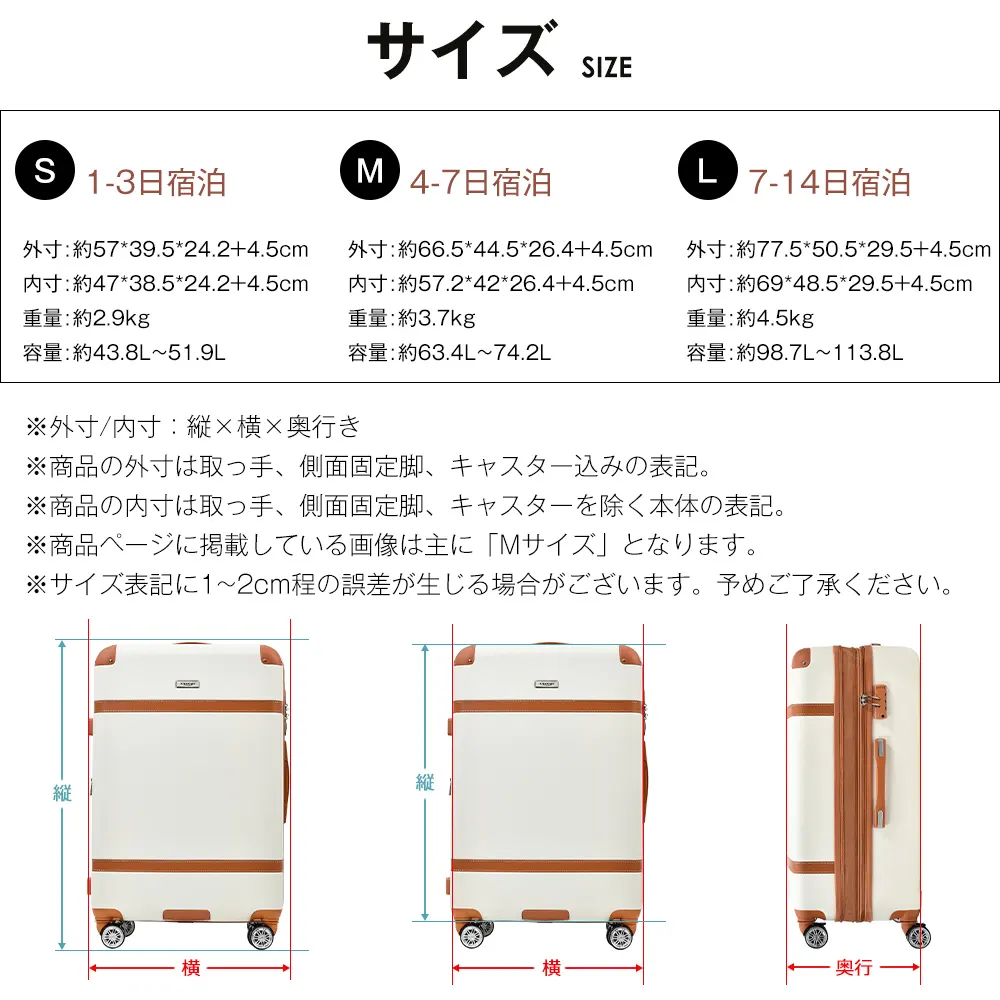 サイズ SIZE
S 1-3日宿泊
外寸:約57*39.5*24.2+4.5cm
内寸:約47*38.5*24.2+4.5cm
重量:約2.9kg
容量:約43.8L~51.9L
M 4-7日宿泊
外寸:約66.5*44.5*26.4+4.5cm
内寸:約57.2*42*26.4+4.5cm
重量:約3.7kg
容量:約63.4L~74.2L
L 7-14日宿泊
外寸:約77.5*50.5*29.5+4.5cm
内寸:約69*48.5*29.5+4.5cm
重量:約4.5kg
容量:約98.7L~113.8L
※外寸/内寸：縦×横×奥行き
※商品の外寸は取っ手、側面固定脚、キャスター込みの表記。
※商品の内寸は取っ手、側面固定脚、キャスターを除く本体の表記。
※商品ページに掲載している画像は主に「Mサイズ」となります。
※サイズ表記に1~2cm程の誤差が生じる場合がございます。予めご了承ください。
縦
横
縦
横
奥行